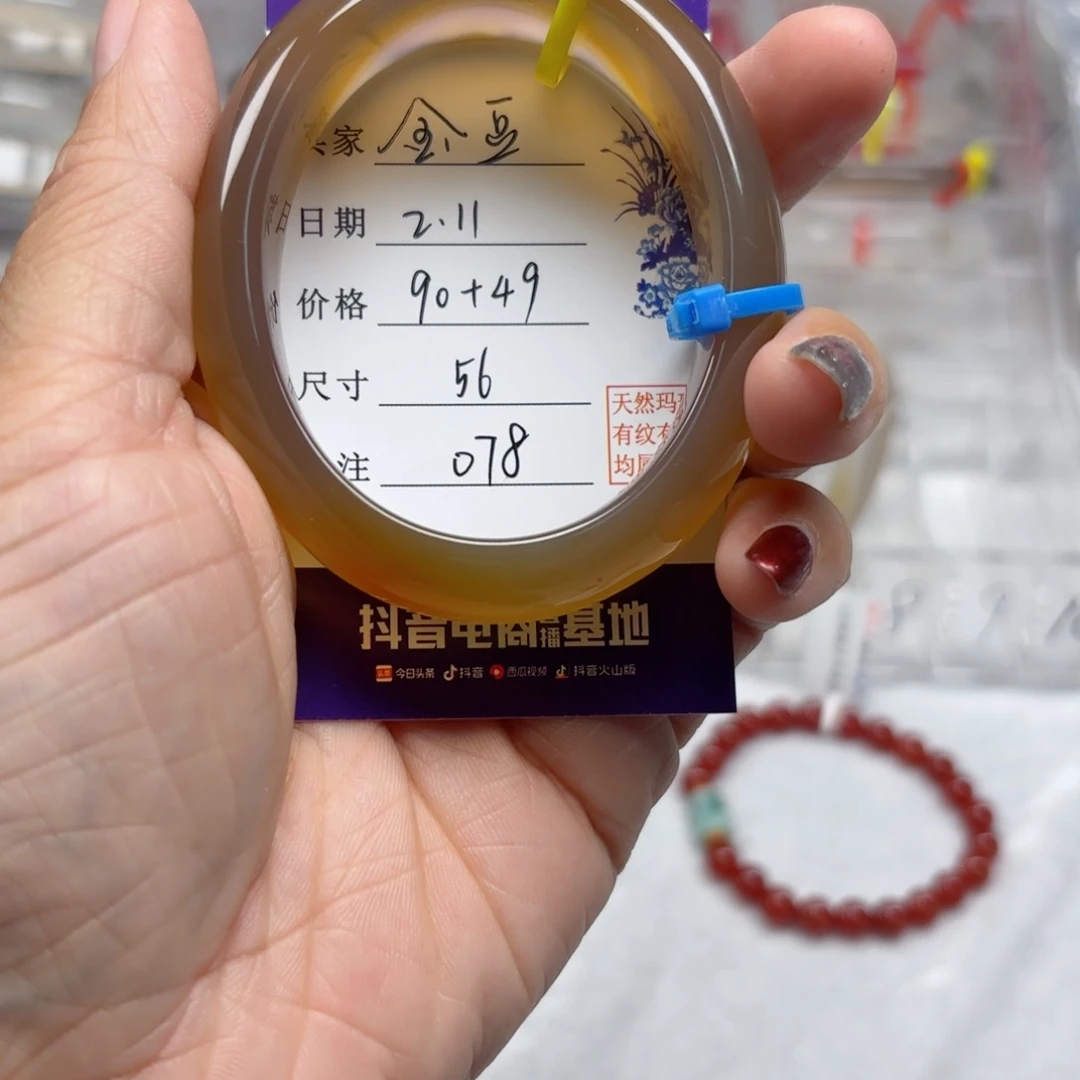 家 金豆
日期 2.11
价格 90+49
尺寸 56
注 078
天然玛
有纹
均
抖音电商直播基地
头条 今日头条 抖音 西瓜视频 抖音火山版